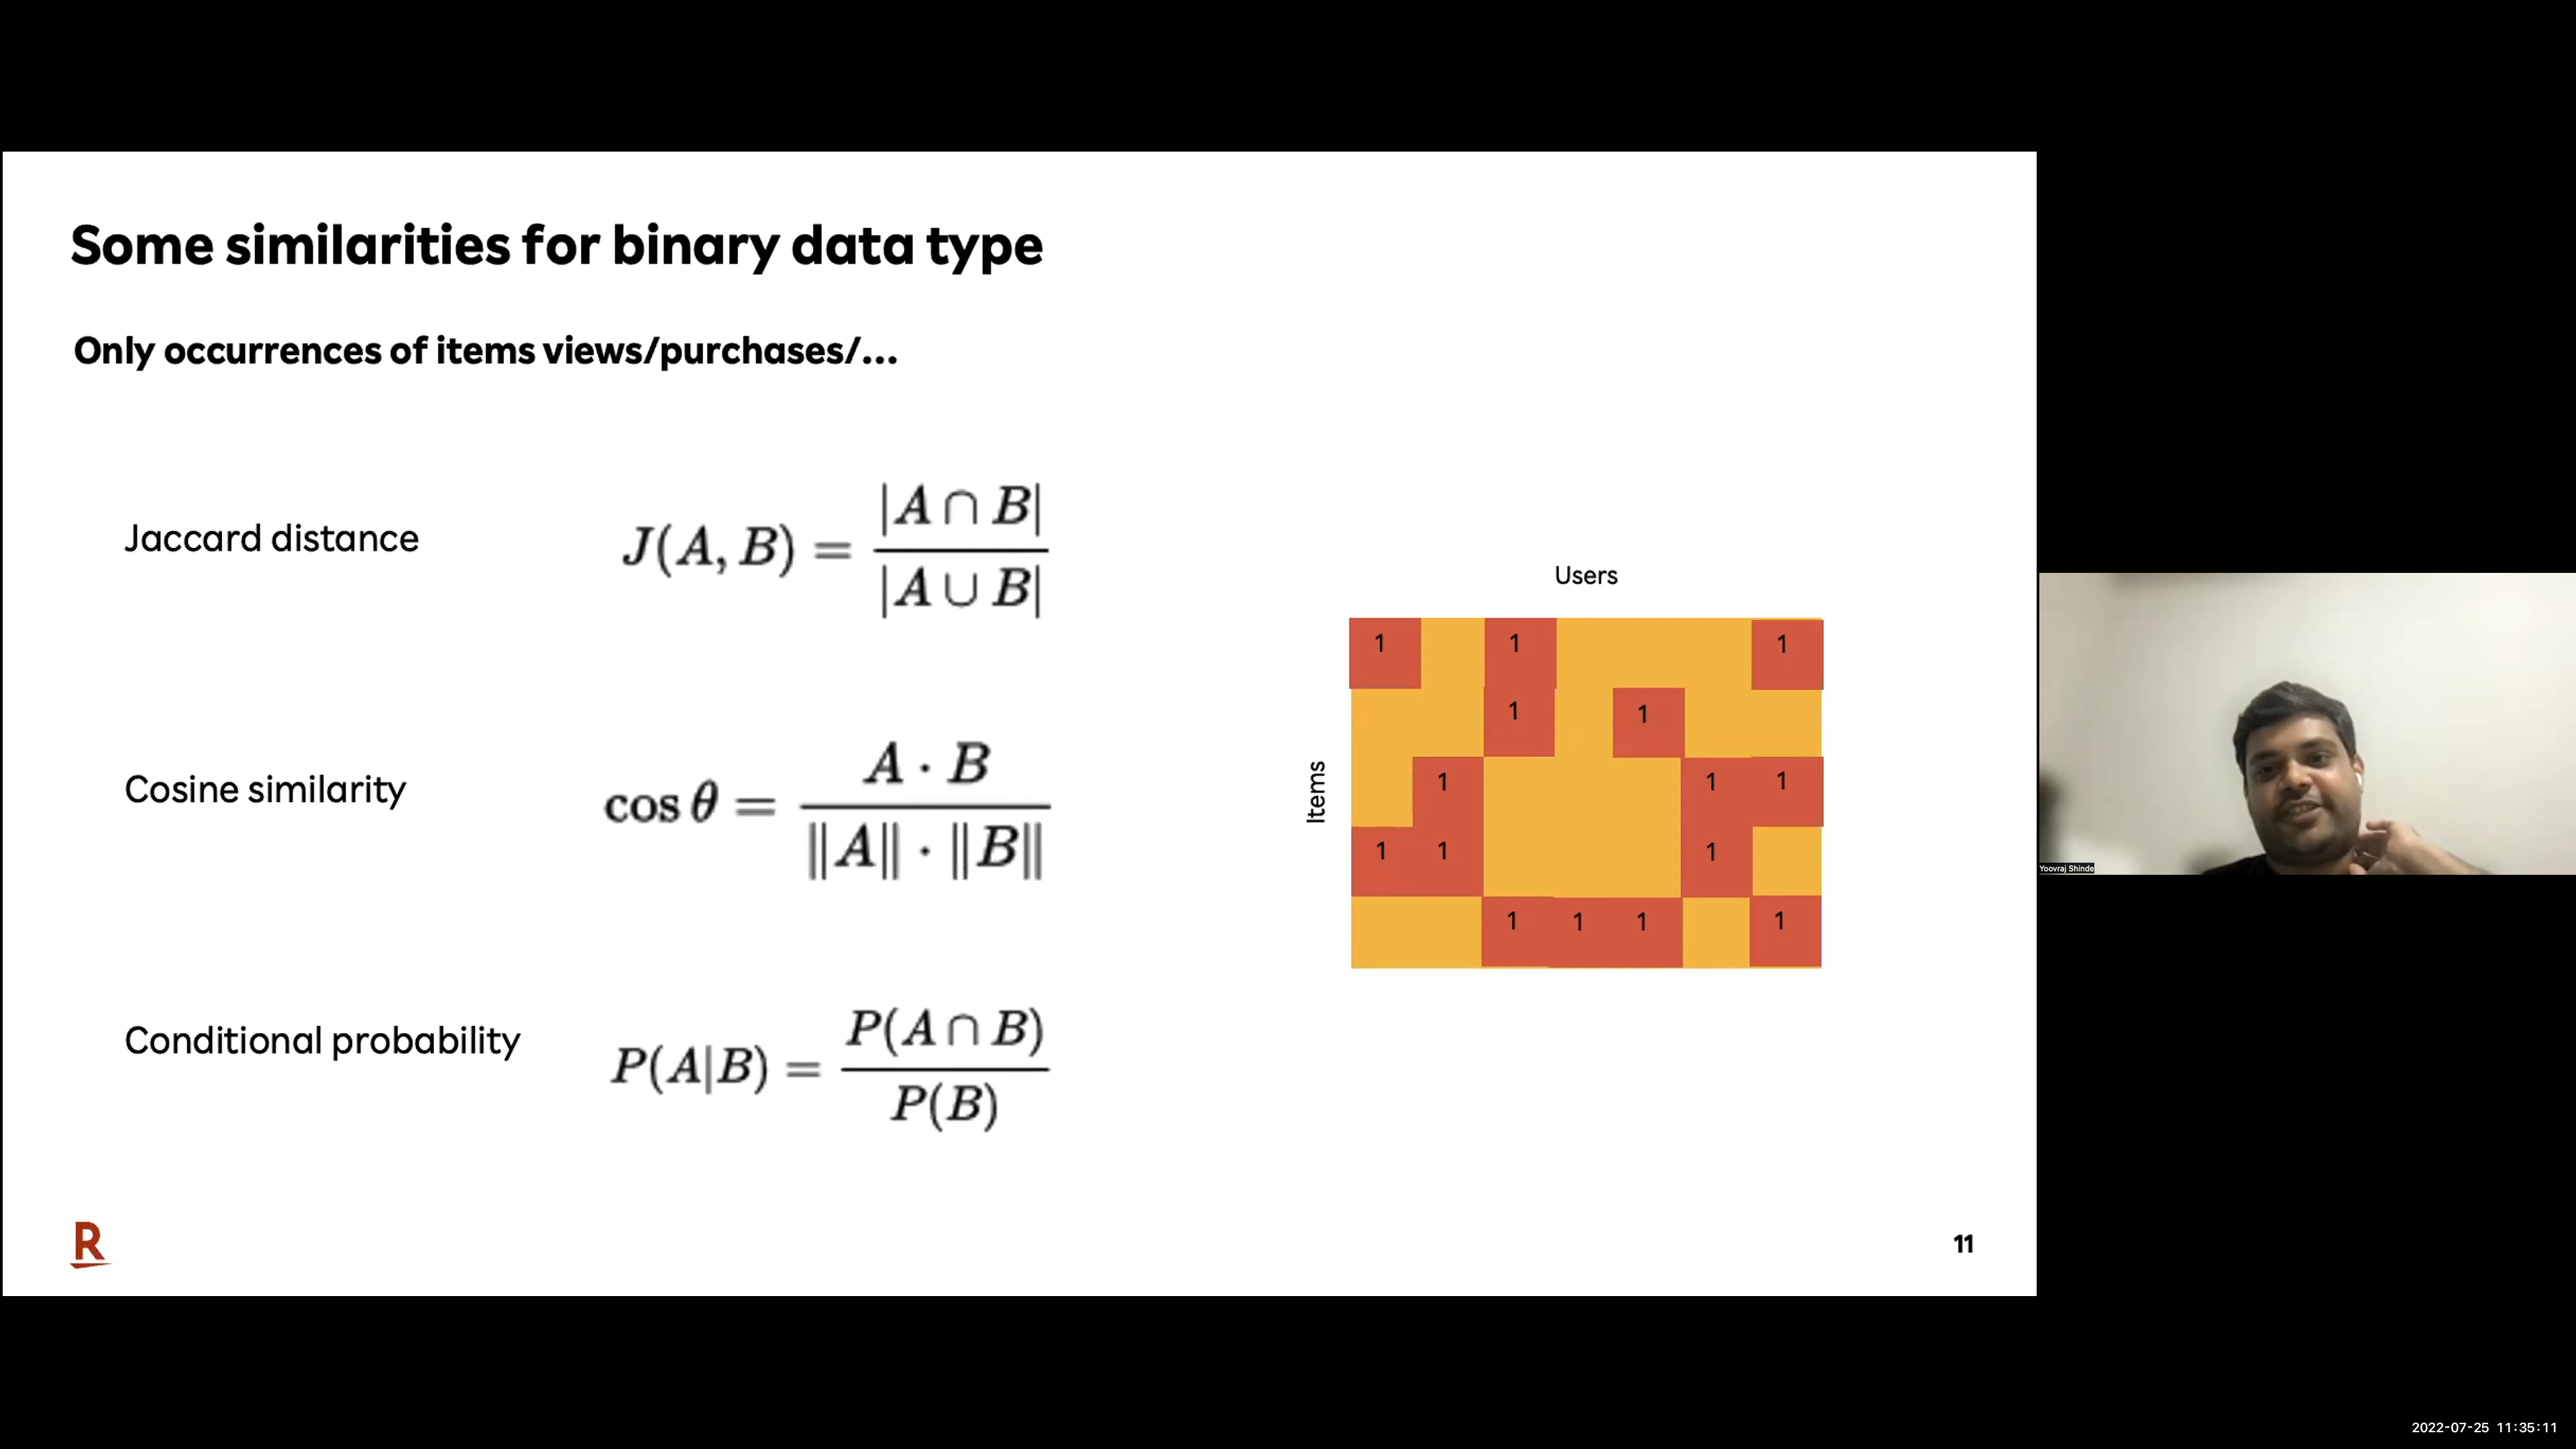 Some similarities for binary data type
Only occurrences of items views/purchases/...
Jaccard distance
J(A, B) = |A ∩ B| / |A ∪ B|
Cosine similarity
cos θ = A · B / ‖A‖ · ‖B‖
Conditional probability
P(A|B) = P(A ∩ B) / P(B)
Users
Items
1 1 1
1 1
1 1 1
1 1 1
1 1 1 1
R
11
Yoovraj Shinde
2022-07-25 11:35:11